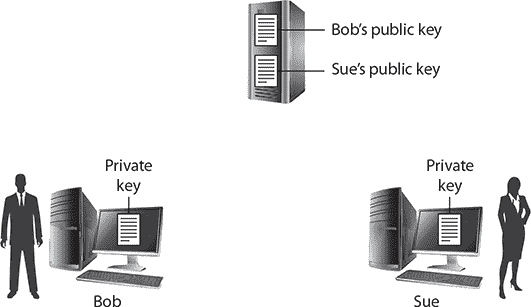 Bob's public key
Sue's public key
Private
key
Private
key
Bob
Sue